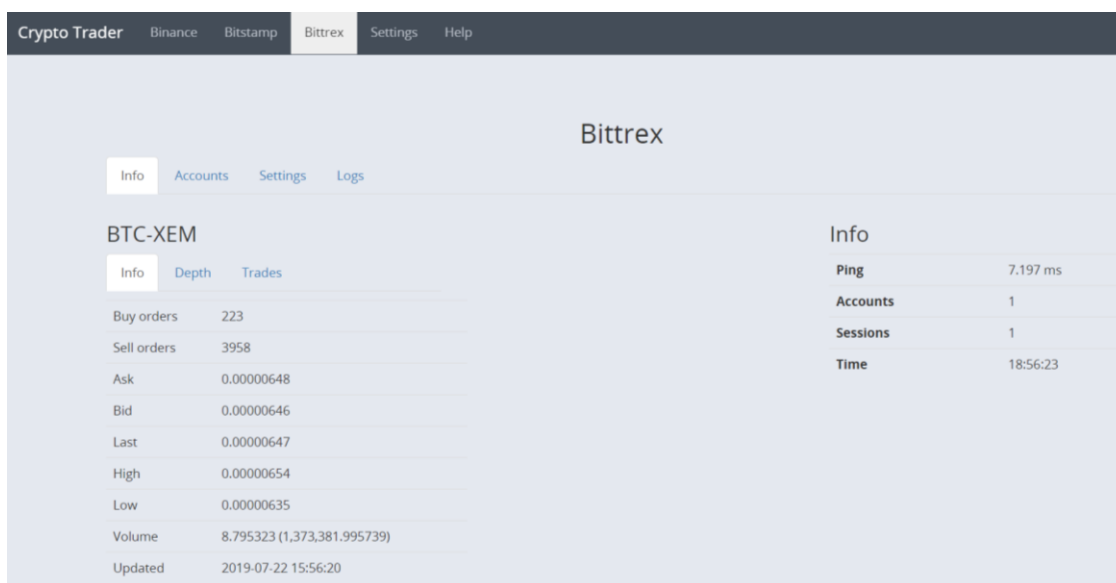 Crypto Trader Binance Bitstamp Bittrex Settings Help
Bittrex
Info Accounts Settings Logs
BTC-XEM
Info Depth Trades
Buy orders 223
Sell orders 3958
Ask 0.00000648
Bid 0.00000646
Last 0.00000647
High 0.00000654
Low 0.00000635
Volume 8.795323 (1,373,381.995739)
Updated 2019-07-22 15:56:20
Info
Ping 7.197 ms
Accounts 1
Sessions 1
Time 18:56:23